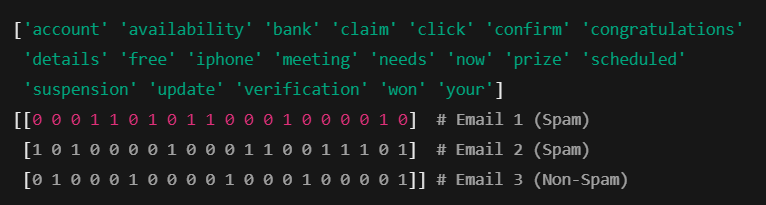 ['account' 'availability' 'bank' 'claim' 'click' 'confirm' 'congratulations'
'details' 'free' 'iphone' 'meeting' 'needs' 'now' 'prize' 'scheduled'
'suspension' 'update' 'verification' 'won' 'your']
[[0 0 0 1 1 0 1 0 1 1 0 0 0 1 0 0 0 0 1 0]  # Email 1 (Spam)
[1 0 1 0 0 0 0 1 0 0 0 1 1 0 0 1 1 1 0 1]  # Email 2 (Spam)
[0 1 0 0 0 1 0 0 0 0 1 0 0 0 1 0 0 0 0 1]] # Email 3 (Non-Spam)